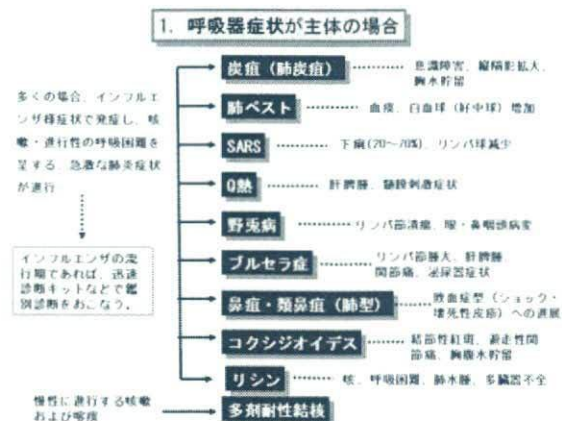 1. 呼吸器症状が主体の場合
多くの場合、インフルエ
ンザ様症状で発症し、咳
嗽・進行性の呼吸困難を
呈する、急激な肺炎症状
が進行
インフルエンザの流
行期であれば、迅速
診断キットなどで鑑
別診断をおこなう。
炭疽（肺炭疽）
意識障害、縦隔影拡大、
胸水貯留
肺ペスト
血痰、白血球（好中球）増加
SARS
下痢(20～70%)、リンパ球減少
Q熱
肝脾腫、髄膜刺激症状
野兎病
リンパ節潰瘍、眼・鼻咽頭病変
ブルセラ症
リンパ節腫大、肝脾腫
関節痛、泌尿器症状
鼻疽・類鼻疽（肺型）
敗血症型（ショック・
壊死性皮疹）への進展
コクシジオイデス
結節性紅斑、遊走性関
節痛、胸腹水貯留
リシン
咳、呼吸困難、肺水腫、多臓器不全
慢性に進行する咳嗽
および喀痰
多剤耐性結核